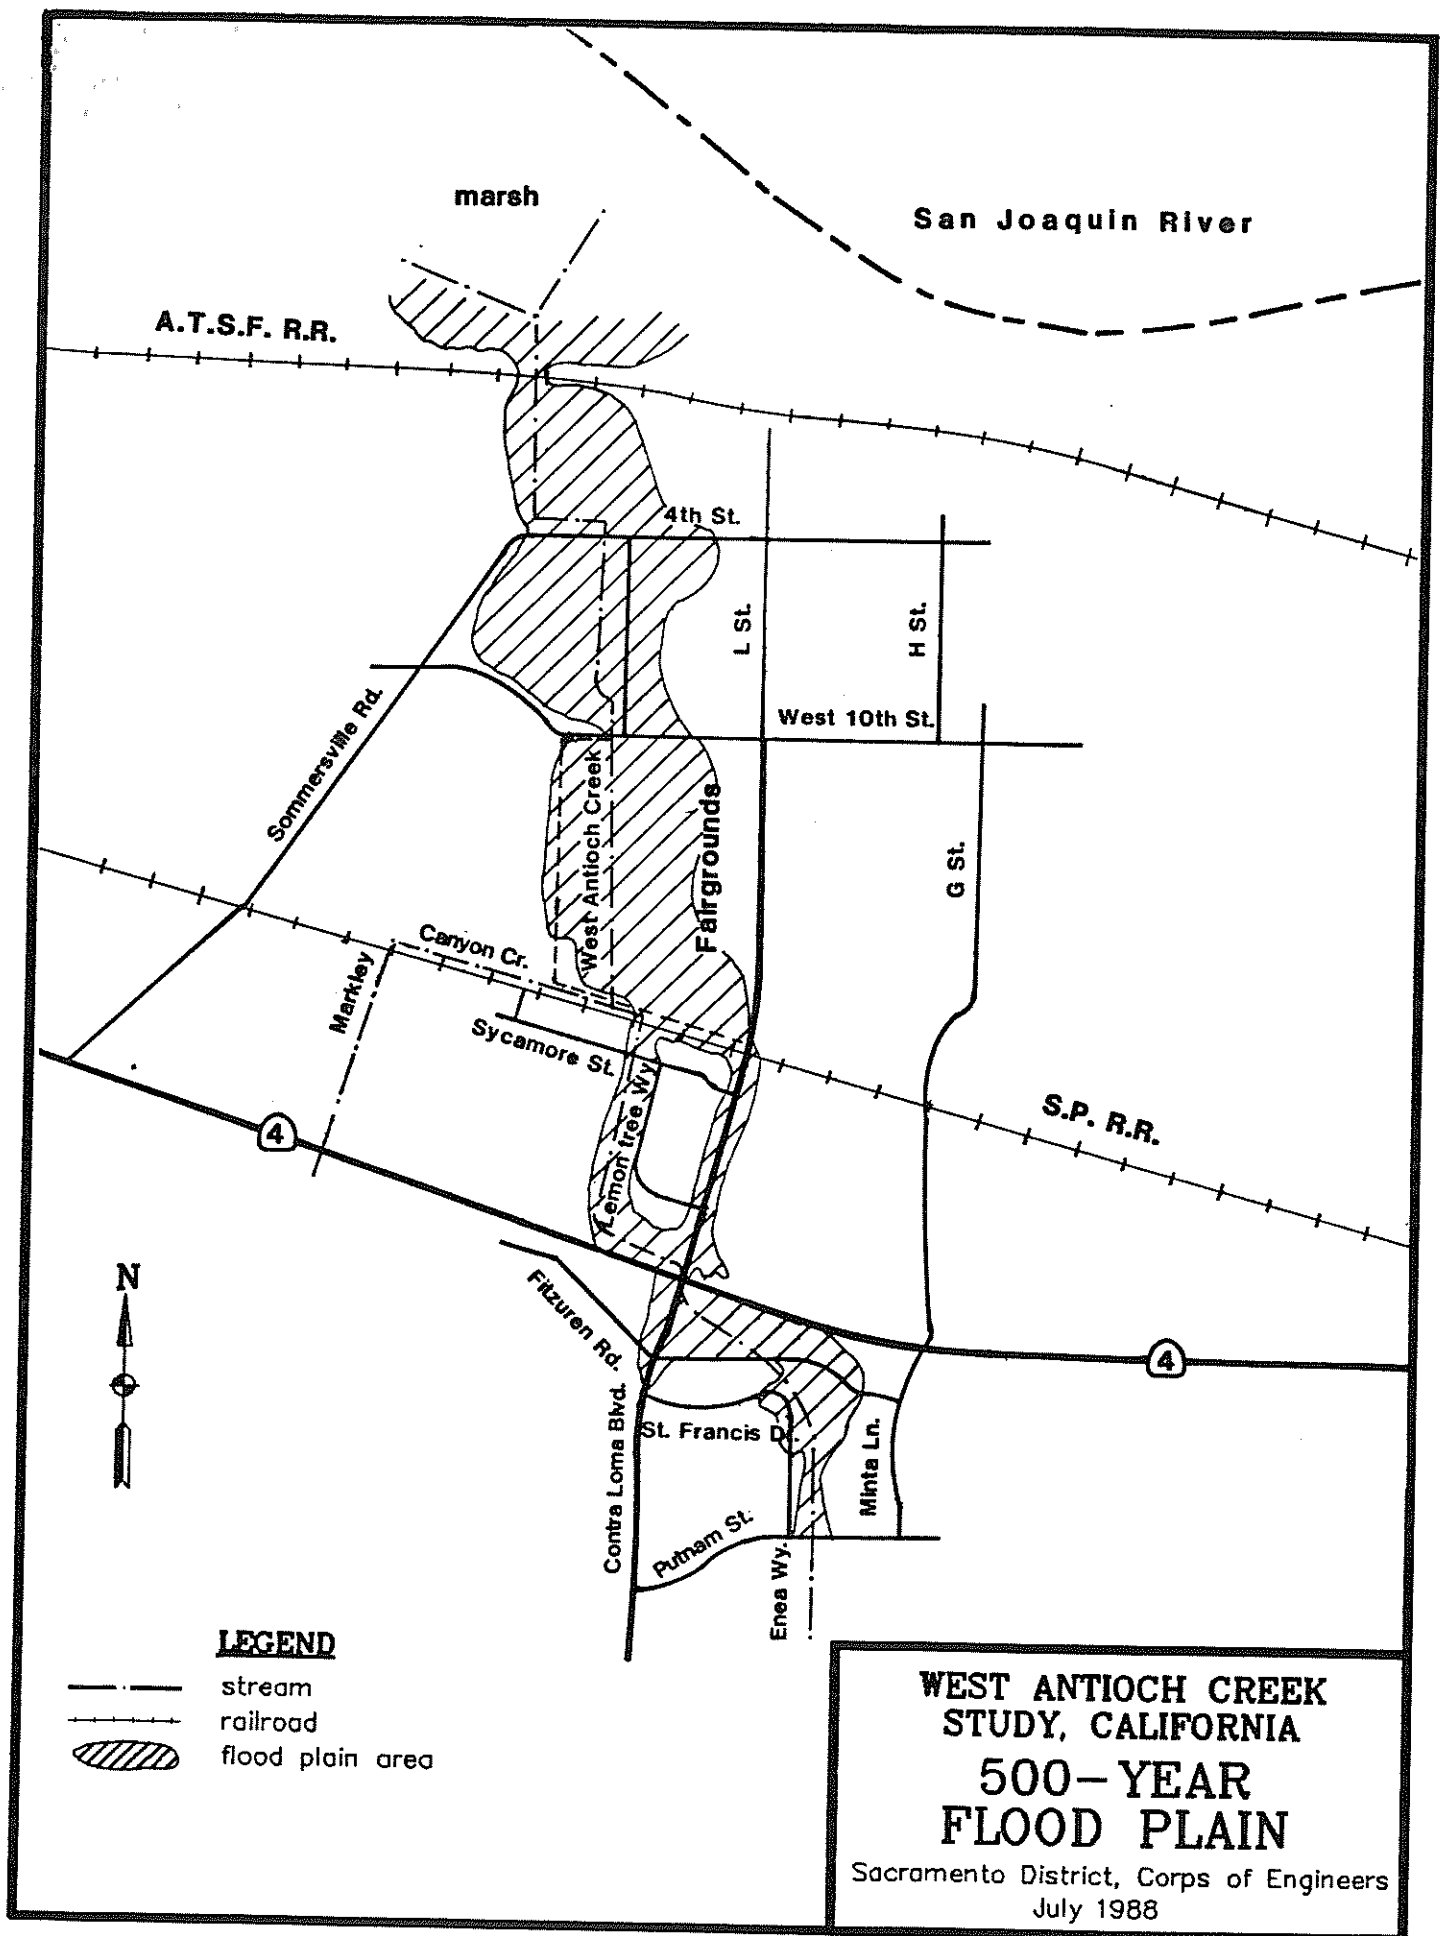 marsh
San Joaquin River
A.T.S.F. R.R.
4th St.
L St.
H St.
Sommersville Rd.
West 10th St.
West Antioch Creek
Fairgrounds
G St.
Canyon Cr.
Markley
Sycamore St.
Lemon tree Wy.
S.P. R.R.
4
N
Fitzuren Rd.
4
Contra Loma Blvd.
St. Francis D.
Minta Ln.
Putnam St.
Enea Wy.
LEGEND
stream
railroad
flood plain area
WEST ANTIOCH CREEK
STUDY, CALIFORNIA
500-YEAR
FLOOD PLAIN
Sacramento District, Corps of Engineers
July 1988